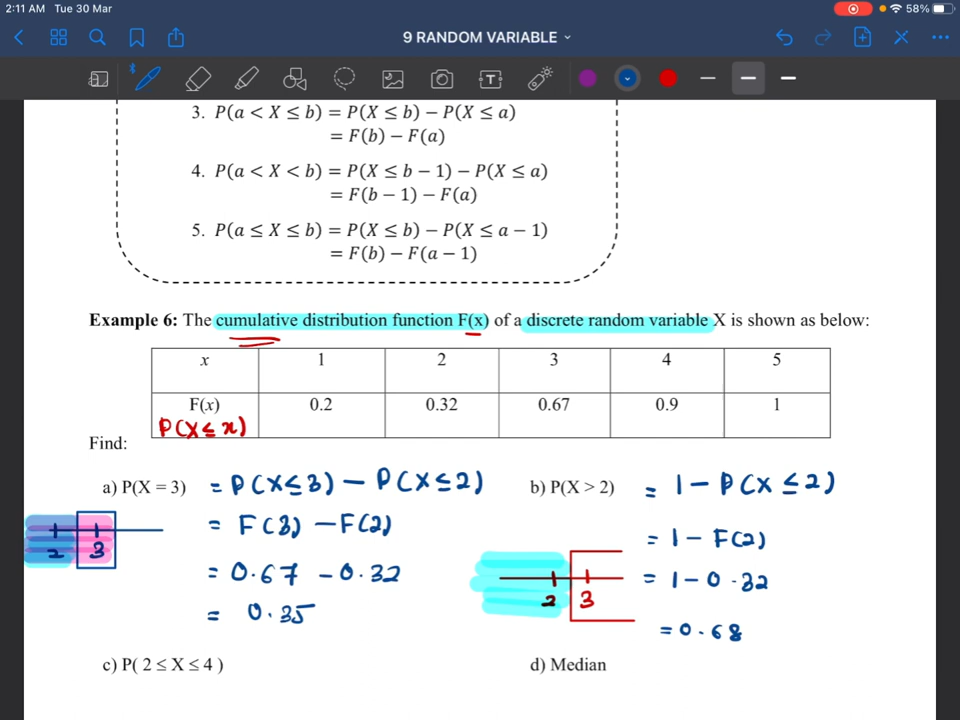 2:11 AM Tue 30 Mar 58%
9 RANDOM VARIABLE
T
3. P(a < X ≤ b) = P(X ≤ b) − P(X ≤ a)
= F(b) − F(a)
4. P(a < X < b) = P(X ≤ b − 1) − P(X ≤ a)
= F(b − 1) − F(a)
5. P(a ≤ X ≤ b) = P(X ≤ b) − P(X ≤ a − 1)
= F(b) − F(a − 1)
Example 6: The cumulative distribution function F(x) of a discrete random variable X is shown as below:
x 1 2 3 4 5
F(x) 0.2 0.32 0.67 0.9 1
P(X ≤ x)
Find:
a) P(X = 3) = P(X ≤ 3) − P(X ≤ 2)
= F(3) − F(2)
= 0.67 − 0.32
= 0.35
2 3
b) P(X > 2) = 1 − P(X ≤ 2)
= 1 − F(2)
= 1 − 0.32
= 0.68
2 3
c) P( 2 ≤ X ≤ 4 )
d) Median